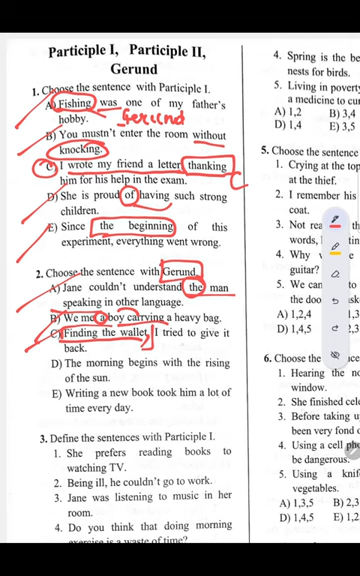 Participle I, Participle II,
Gerund
1. Choose the sentence with Participle I.
A) Fishing was one of my father's
hobby. Gerund
B) You mustn't enter the room without
knocking.
C) I wrote my friend a letter thanking
him for his help in the exam.
D) She is proud of having such strong
children.
E) Since the beginning of this
experiment, everything went wrong.
2. Choose the sentence with Gerund.
A) Jane couldn't understand the man
speaking in other language.
B) We met a boy carrying a heavy bag.
C) Finding the wallet, I tried to give it
back.
D) The morning begins with the rising
of the sun.
E) Writing a new book took him a lot of
time every day.
3. Define the sentences with Participle I.
1. She prefers reading books to
watching TV.
2. Being ill, he couldn't go to work.
3. Jane was listening to music in her
room.
4. Do you think that doing morning
exercise is a waste of time?
4. Spring is the be
nests for birds.
5. Living in povert
a medicine to cu
A) 1,2 B) 3,4
D) 1,4 E) 3,5
5. Choose the sentence
1. Crying at the top
at the thief.
2. I remember his
coat.
3. Not rea th
words,
4. Why
guitar?
5. We can
the doo
A) 1,2,4
D) 1,4,5 2,3
6. Choose the
1. Hearing the no
window.
2. She finished cel
3. Before taking u
been very fond o
4. Using a cell pho
be dangerous.
5. Using a knif
vegetables.
A) 1,3,5 B) 2,3
D) 1,4,5 E) 1,2